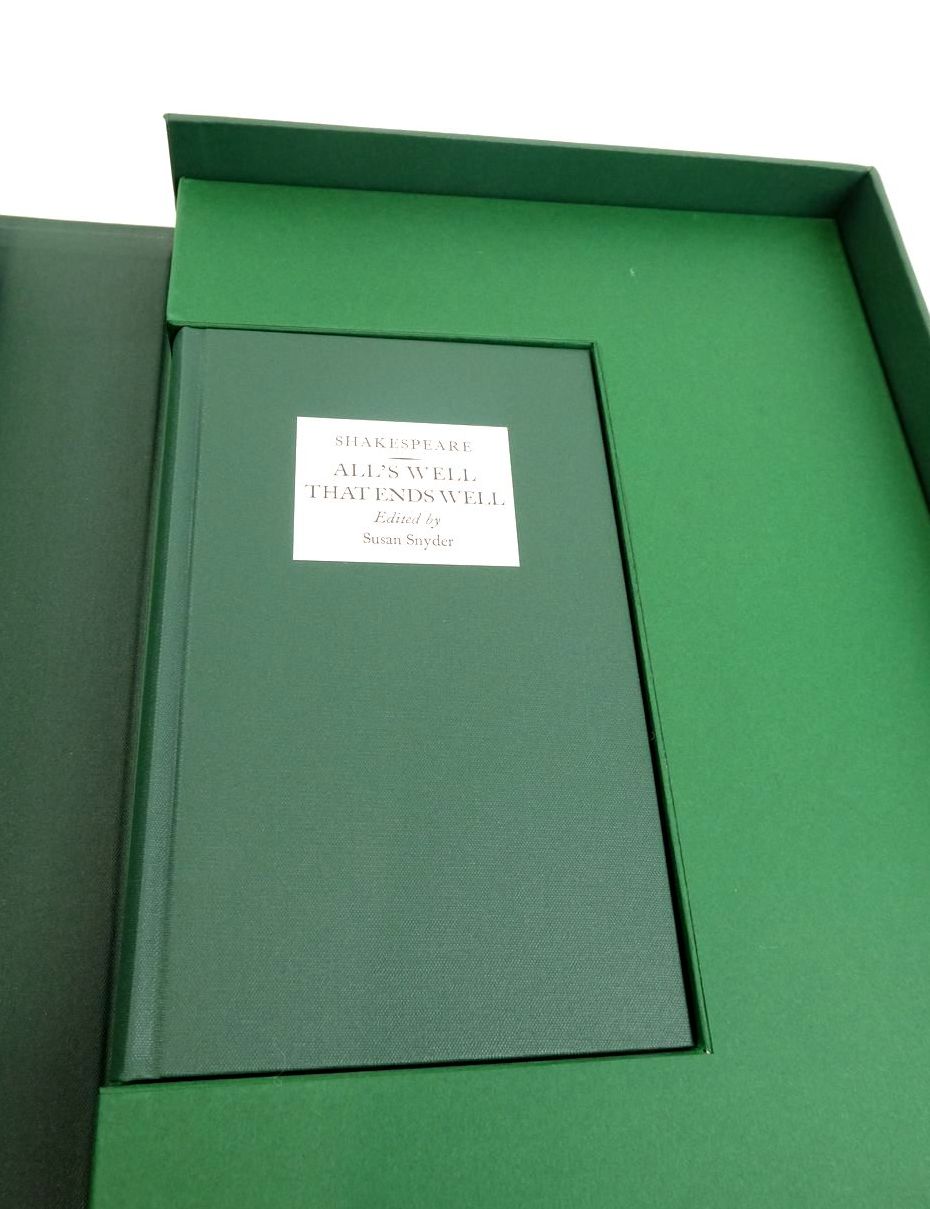 SHAKESPEARE
ALL'S WELL
THAT ENDS WELL
Edited by
Susan Snyder